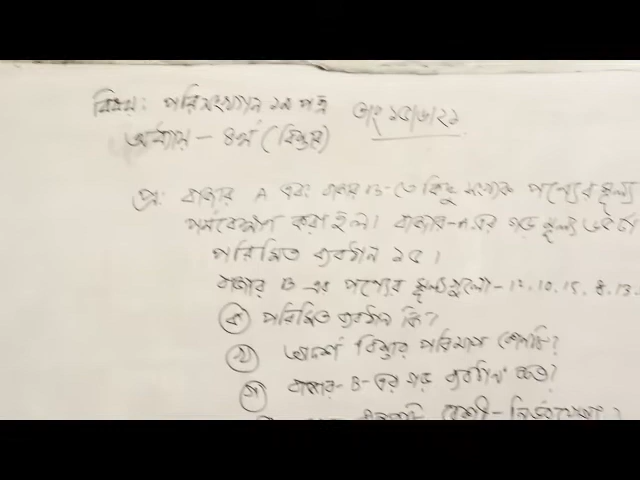 বিষয়: পরিসংখ্যান ১ম পত্র
অধ্যায় - ৪র্থ (বিস্তার)
প্র: বাজার A এবং বাজার B-তে কিছু সংখ্যক পণ্যের মূল্য
পর্যবেক্ষণ করা হল। বাজার-A এর গড় মূল্য
পরিমিত ব্যবধান ১৫।
বাজার B এর পণ্যের মূল্যগুলো - 12, 10, 15, 8, 13
ক পরিমিত ব্যবধান কি?
খ আদর্শ বিস্তার পরিমাপ কোনটি?
গ বাজার-B-এর গড় ব্যবধান কত?
বেশী-নির্ভরযোগ্য?